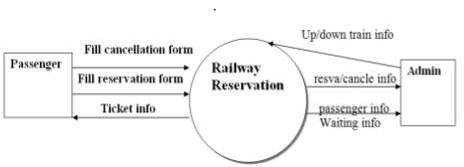 Up/down train info
Fill cancellation form
Passenger
Railway
Reservation
Admin
Fill reservation form
resva/cancle info
Ticket info
passenger info
Waiting info